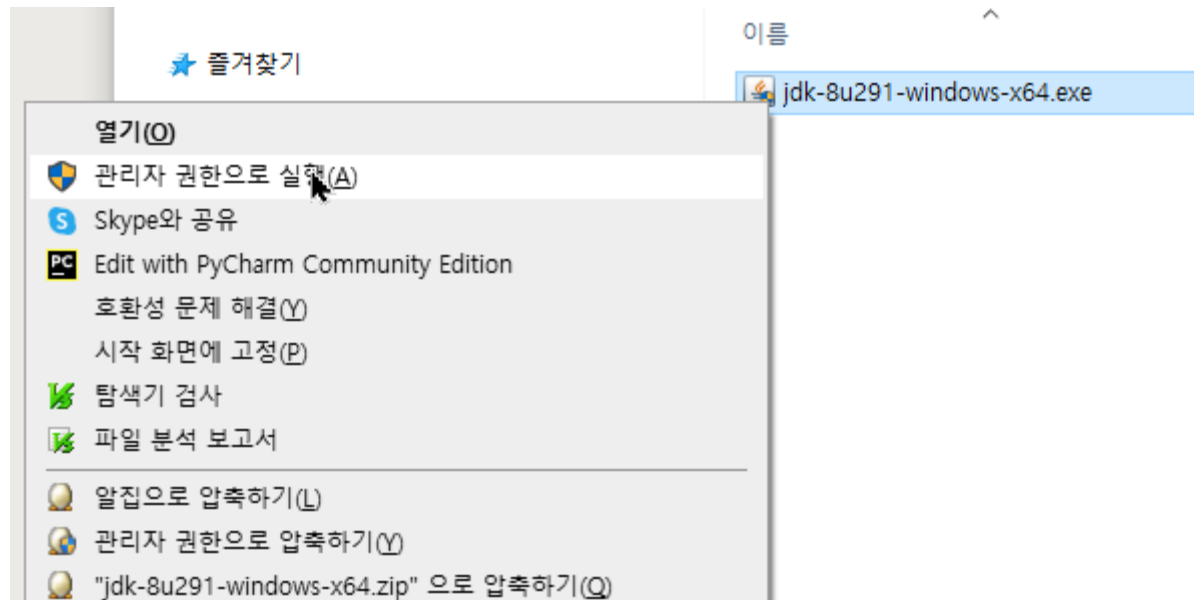 이름
즐겨찾기
jdk-8u291-windows-x64.exe
열기(O)
관리자 권한으로 실행(A)
Skype와 공유
Edit with PyCharm Community Edition
호환성 문제 해결(Y)
시작 화면에 고정(P)
탐색기 검사
파일 분석 보고서
알집으로 압축하기(L)
관리자 권한으로 압축하기(Y)
"jdk-8u291-windows-x64.zip" 으로 압축하기(Q)